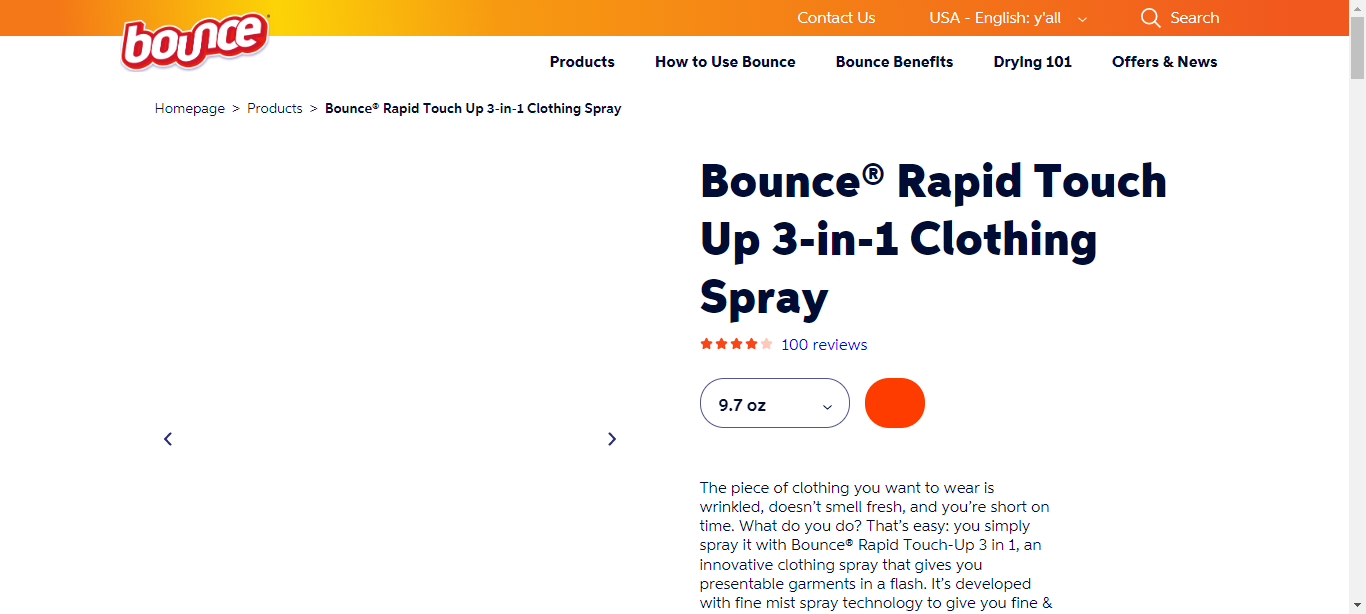 bounce
Contact Us
USA - English: y'all
Search
Products
How to Use Bounce
Bounce Benefits
Drying 101
Offers & News
Homepage > Products > Bounce® Rapid Touch Up 3-in-1 Clothing Spray
Bounce® Rapid Touch
Up 3-in-1 Clothing
Spray
100 reviews
9.7 oz
The piece of clothing you want to wear is
wrinkled, doesn’t smell fresh, and you’re short on
time. What do you do? That’s easy: you simply
spray it with Bounce® Rapid Touch-Up 3 in 1, an
innovative clothing spray that gives you
presentable garments in a flash. It’s developed
with fine mist spray technology to give you fine &